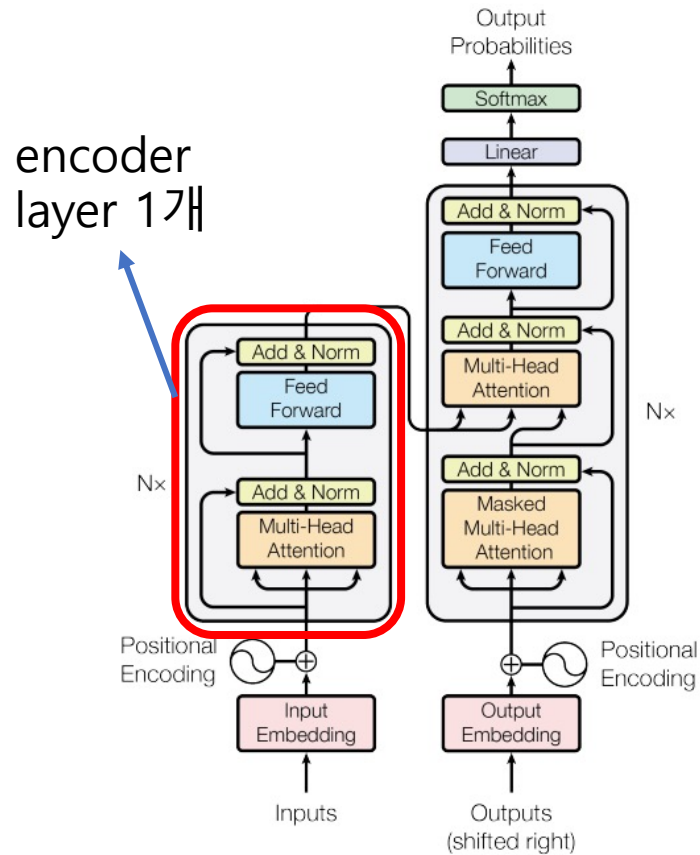 Output
Probabilities
Softmax
Linear
encoder
layer 1개
Add & Norm
Feed
Forward
Add & Norm
Multi-Head
Attention
N×
Add & Norm
Masked
Multi-Head
Attention
Add & Norm
Feed
Forward
N×
Add & Norm
Multi-Head
Attention
Positional
Encoding
Positional
Encoding
Input
Embedding
Output
Embedding
Inputs
Outputs
(shifted right)